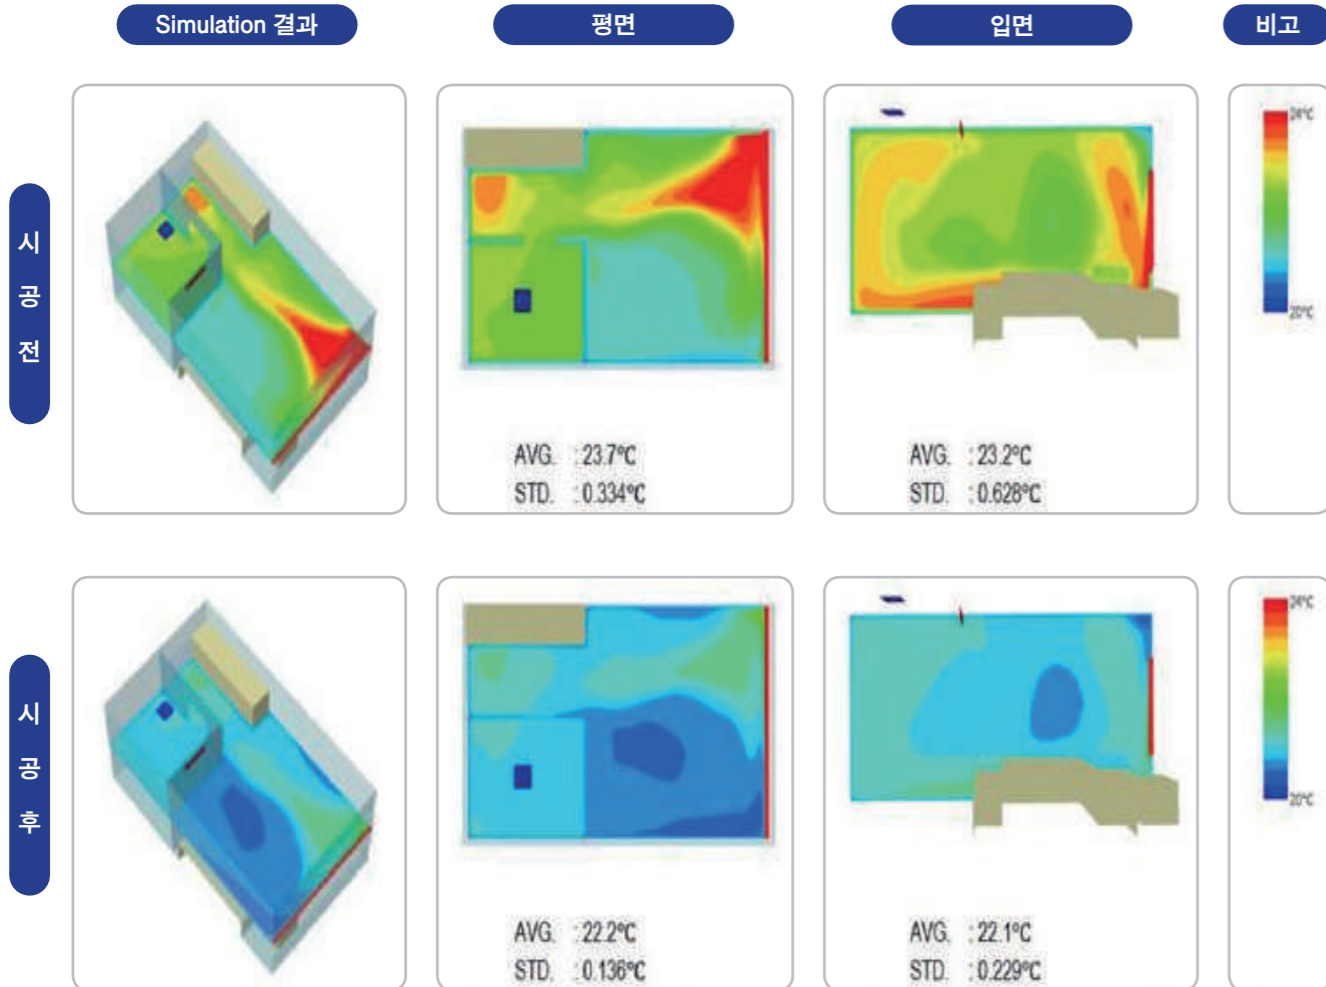 Simulation 결과
평면
입면
비고
시공전
24℃
20℃
AVG. : 23.7℃
STD. : 0.334℃
AVG. : 23.2℃
STD. : 0.628℃
시공후
24℃
20℃
AVG. : 22.2℃
STD. : 0.136℃
AVG. : 22.1℃
STD. : 0.229℃